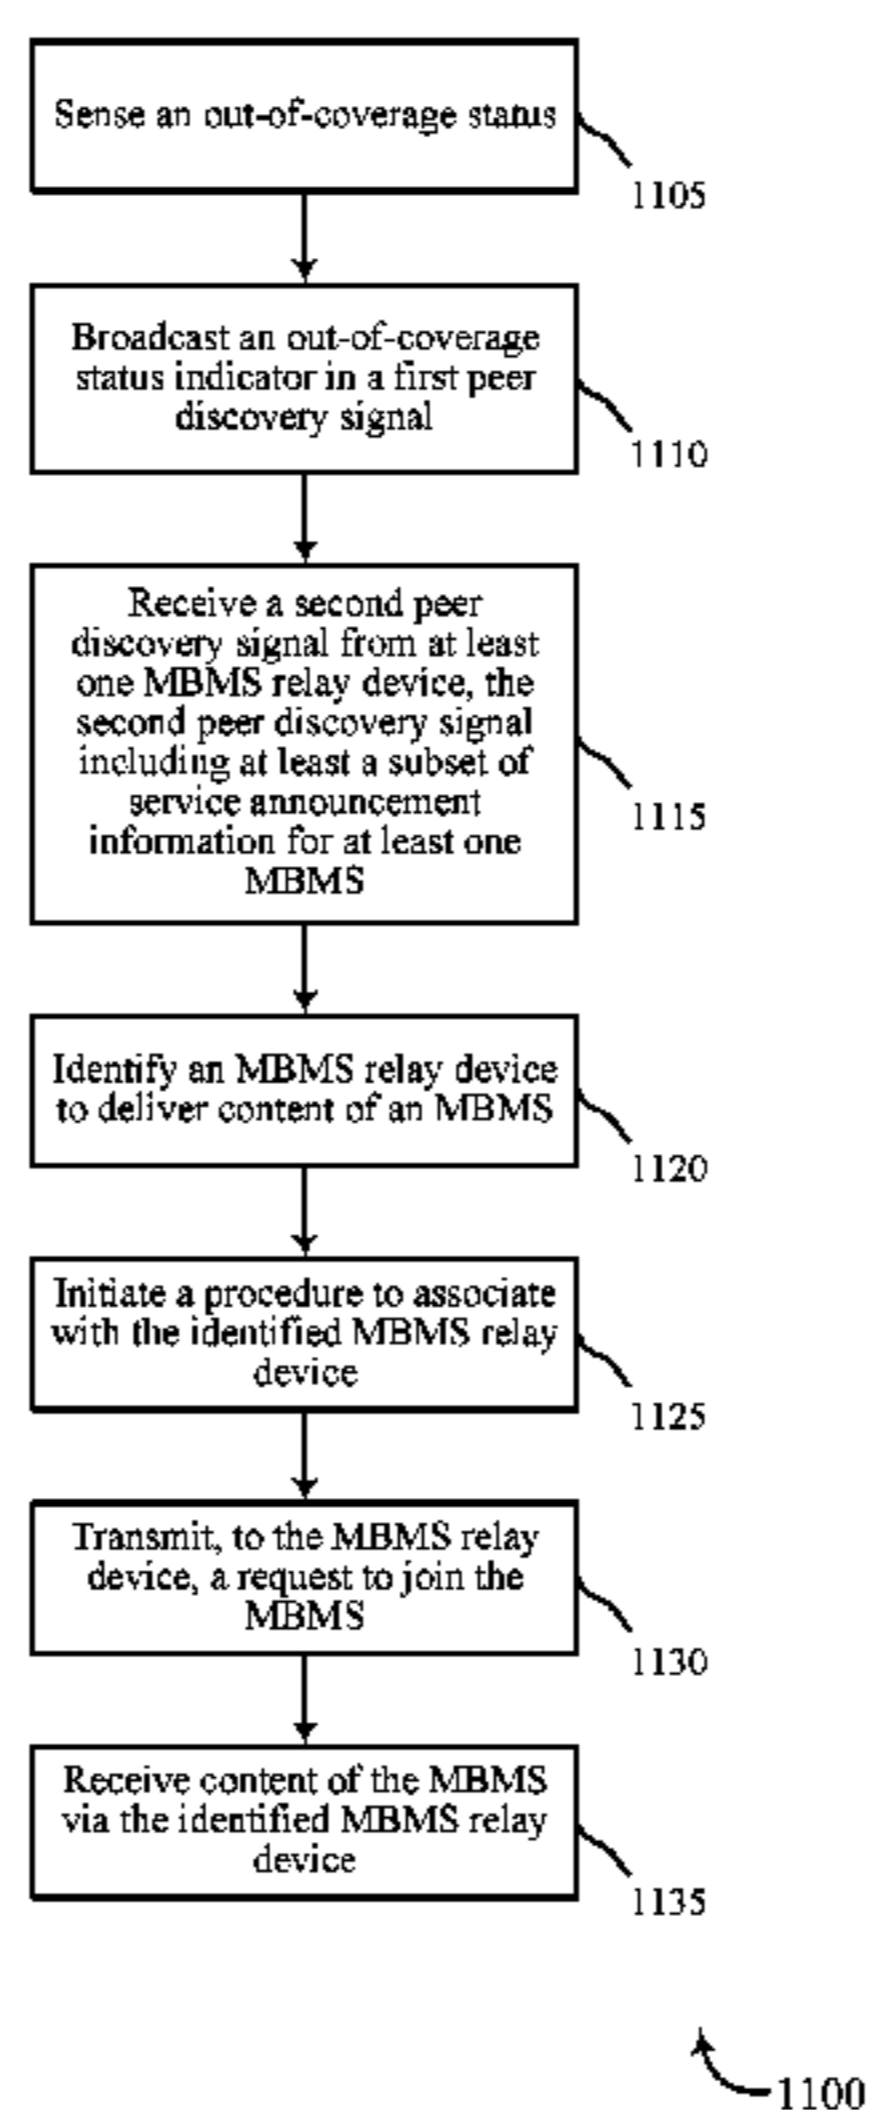 Sense an out-of-coverage status
1105
Broadcast an out-of-coverage
status indicator in a first peer
discovery signal
1110
Receive a second peer
discovery signal from at least
one MBMS relay device, the
second peer discovery signal
including at least a subset of
service announcement
information for at least one
MBMS
1115
Identify an MBMS relay device
to deliver content of an MBMS
1120
Initiate a procedure to associate
with the identified MBMS relay
device
1125
Transmit, to the MBMS relay
device, a request to join the
MBMS
1130
Receive content of the MBMS
via the identified MBMS relay
device
1135
1100